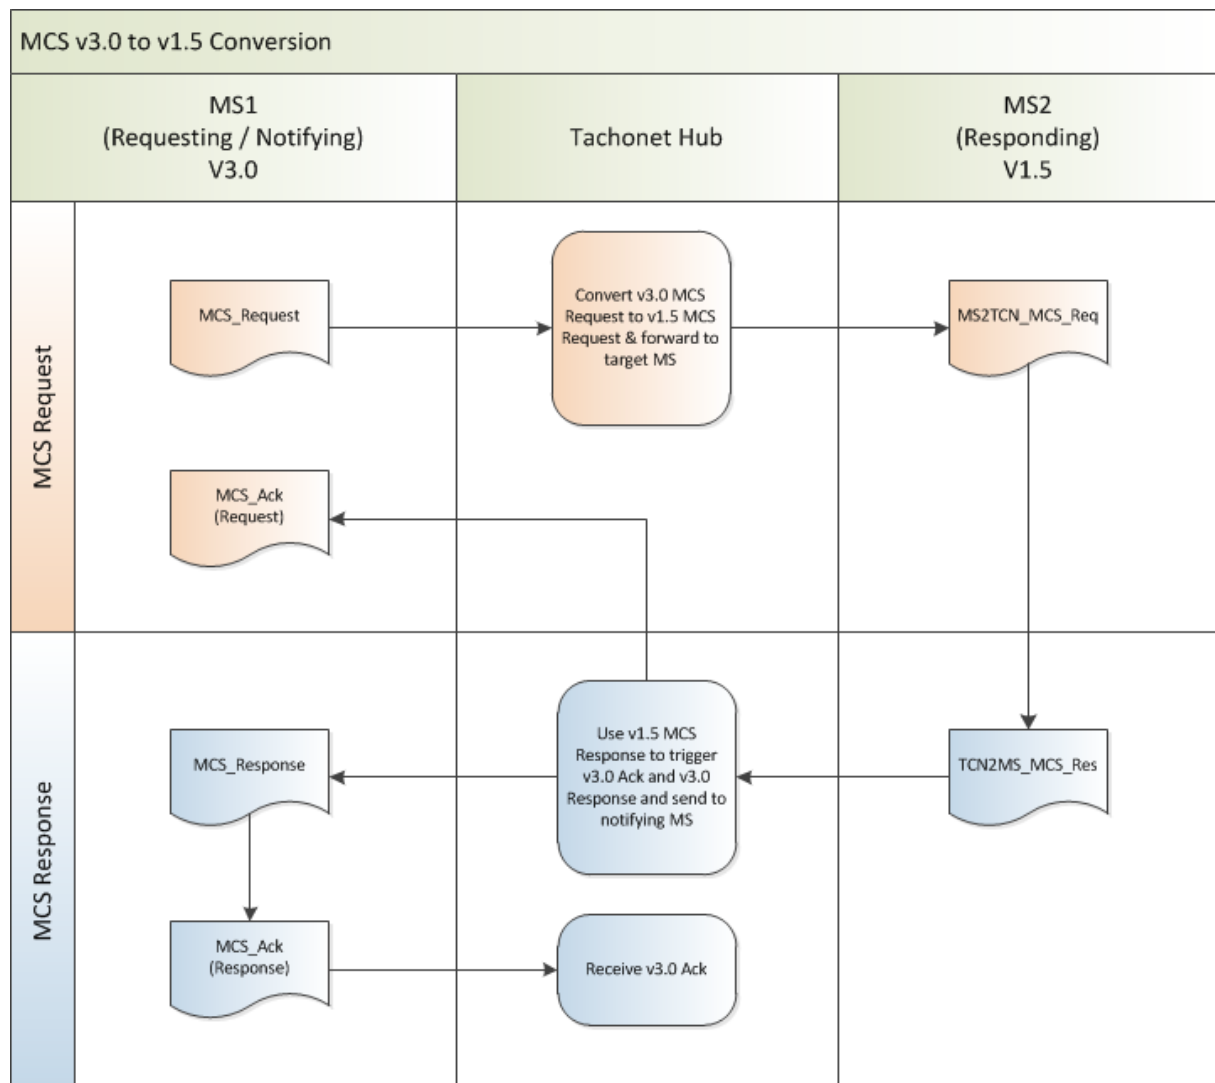 MCS v3.0 to v1.5 Conversion
MS1
(Requesting / Notifying)
V3.0
Tachonet Hub
MS2
(Responding)
V1.5
MCS Request
MCS_Request
Convert v3.0 MCS
Request to v1.5 MCS
Request & forward to
target MS
MS2TCN_MCS_Req
MCS_Ack
(Request)
MCS Response
MCS_Response
Use v1.5 MCS
Response to trigger
v3.0 Ack and v3.0
Response and send to
notifying MS
TCN2MS_MCS_Res
MCS_Ack
(Response)
Receive v3.0 Ack